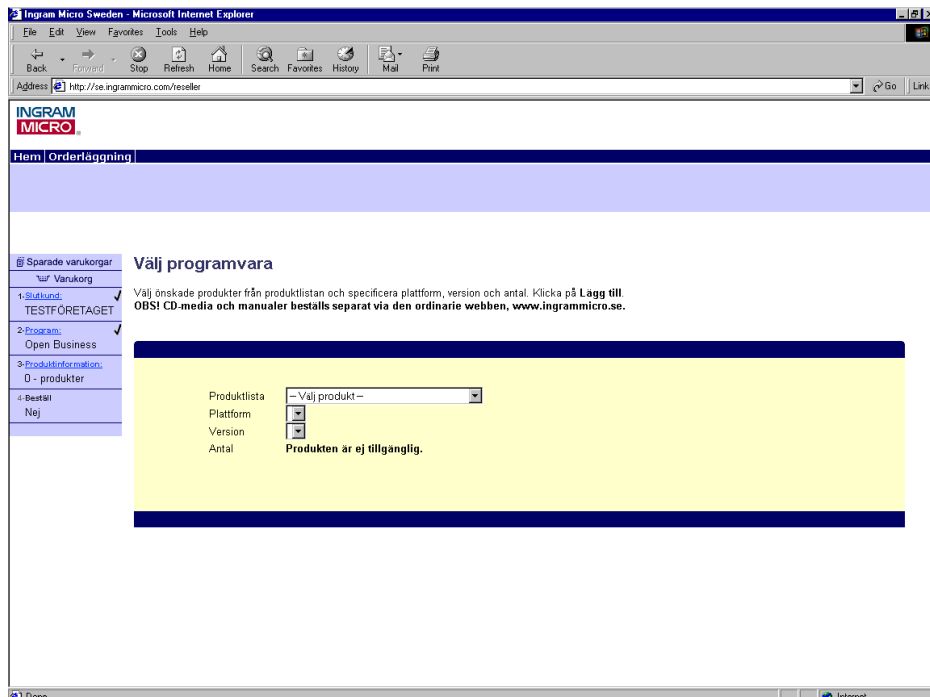 Ingram Micro Sweden - Microsoft Internet Explorer
File Edit View Favorites Tools Help
Back Forward Stop Refresh Home Search Favorites History Mail Print
Address http://se.ingrammicro.com/reseller Go Link
INGRAM
MICRO
Hem Orderläggning
Sparade varukorgar
Varukorg
1-Slutkund:
TESTFÖRETAGET
2-Program:
Open Business
3-Produktinformation:
0 - produkter
4-Beställ
Nej
Välj programvara
Välj önskade produkter från produktlistan och specificera plattform, version och antal. Klicka på Lägg till.
OBS! CD-media och manualer beställs separat via den ordinarie webben, www.ingrammicro.se.
Produktlista -- Välj produkt --
Plattform
Version
Antal Produkten är ej tillgänglig.
Done Internet